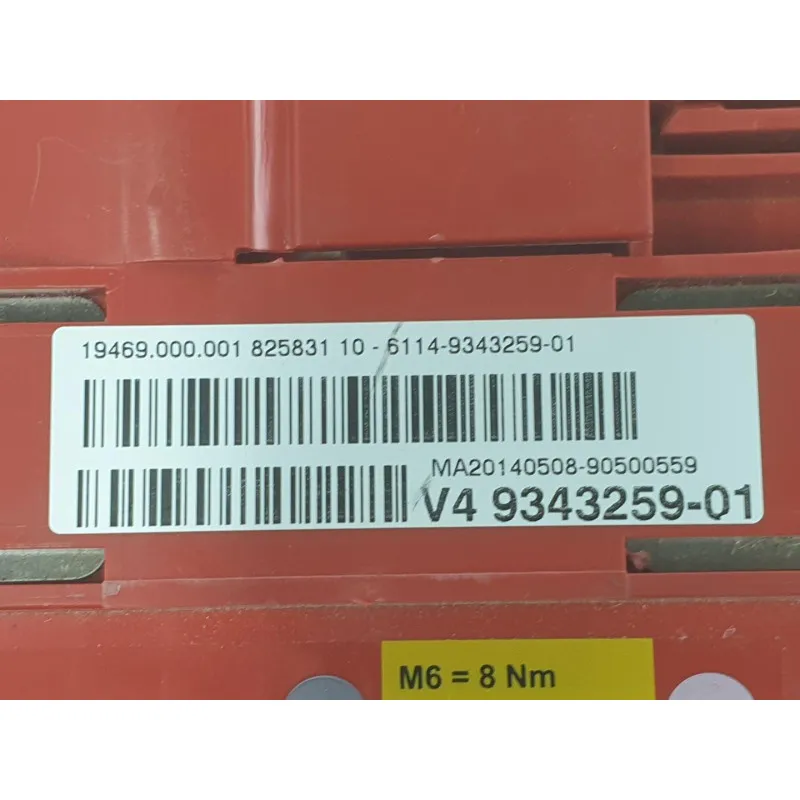 19469.000.001 825831 10 - 6114-9343259-01
MA20140508-90500559
V4 9343259-01
M6 = 8 Nm